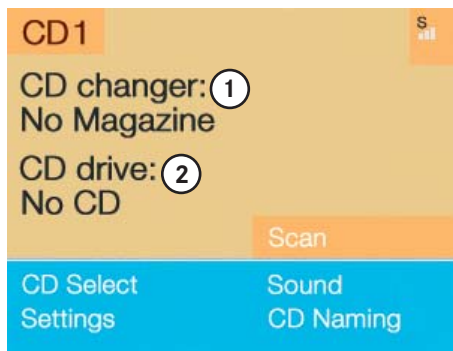 CD1
S
CD changer: 1
No Magazine
CD drive: 2
No CD
Scan
CD Select Sound
Settings CD Naming